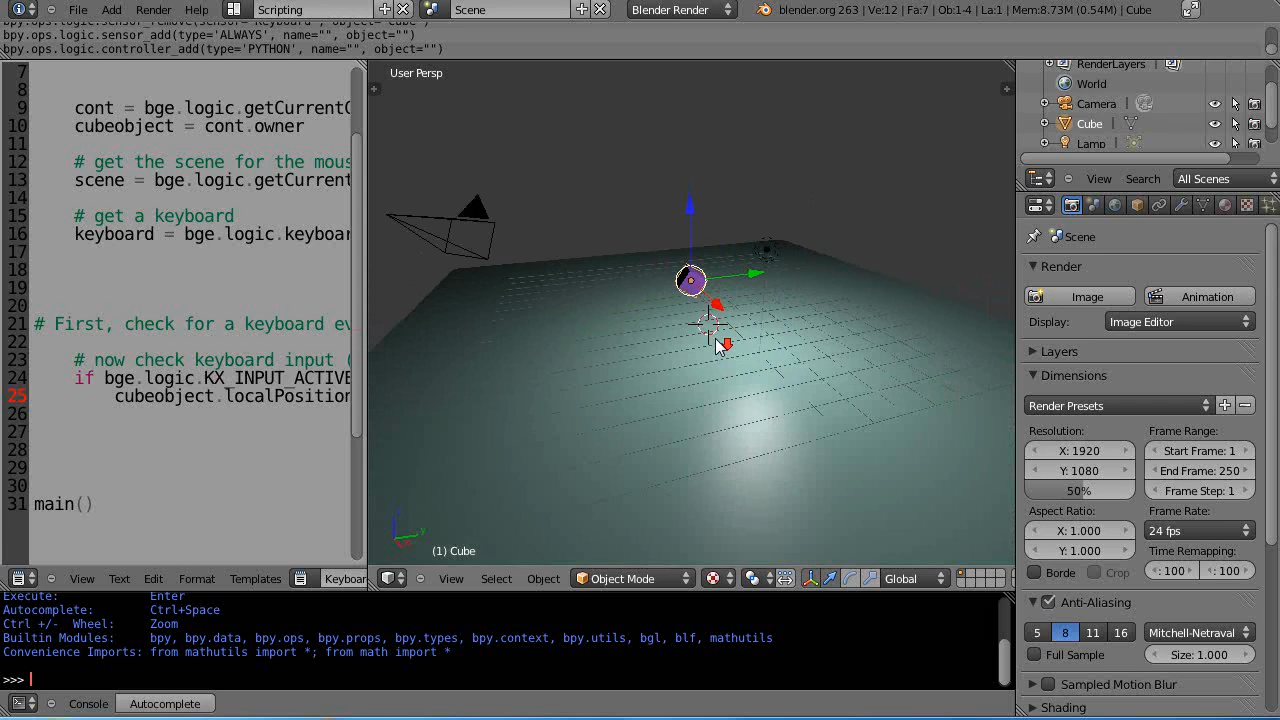 File Add Render Help Scripting Scene Blender Render blender.org 263 | Ve:12 | Fa:7 | Ob:1-4 | La:1 | Mem:8.73M (0.54M) | Cube
bpy.ops.logic.sensor_add(type='ALWAYS', name="", object="")
bpy.ops.logic.controller_add(type='PYTHON', name="", object="")
7
8
9 cont = bge.logic.getCurrentC
10 cubeobject = cont.owner
11
12 # get the scene for the mous
13 scene = bge.logic.getCurrent
14
15 # get a keyboard
16 keyboard = bge.logic.keyboar
17
18
19
20
21 # First, check for a keyboard ev
22
23 # now check keyboard input (
24 if bge.logic.KX_INPUT_ACTIVE
25 cubeobject.localPosition
26
27
28
29
30
31 main()
View Text Edit Format Templates Keyboar
User Persp
(1) Cube
View Select Object Object Mode Global
RenderLayers
World
Camera
Cube
Lamp
View Search All Scenes
Scene
Render
Image Animation
Display: Image Editor
Layers
Dimensions
Render Presets
Resolution: Frame Range:
X: 1920 Start Frame: 1
Y: 1080 End Frame: 250
50% Frame Step: 1
Aspect Ratio: Frame Rate:
X: 1.000 24 fps
Y: 1.000 Time Remapping:
Borde Crop : 100 : 100
Anti-Aliasing
5 8 11 16 Mitchell-Netraval
Full Sample Size: 1.000
Sampled Motion Blur
Shading
Execute: Enter
Autocomplete: Ctrl+Space
Ctrl +/- Wheel: Zoom
Builtin Modules: bpy, bpy.data, bpy.ops, bpy.props, bpy.types, bpy.context, bpy.utils, bgl, blf, mathutils
Convenience Imports: from mathutils import *; from math import *
>>>
Console Autocomplete